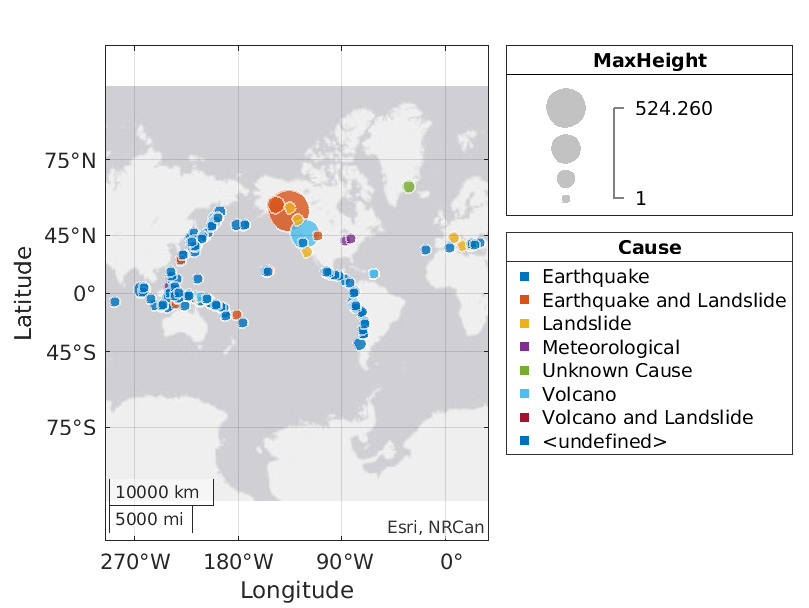 75°N
45°N
0°
45°S
75°S
Latitude
10000 km
5000 mi
Esri, NRCan
270°W
180°W
90°W
0°
Longitude
MaxHeight
524.260
1
Cause
Earthquake
Earthquake and Landslide
Landslide
Meteorological
Unknown Cause
Volcano
Volcano and Landslide
<undefined>